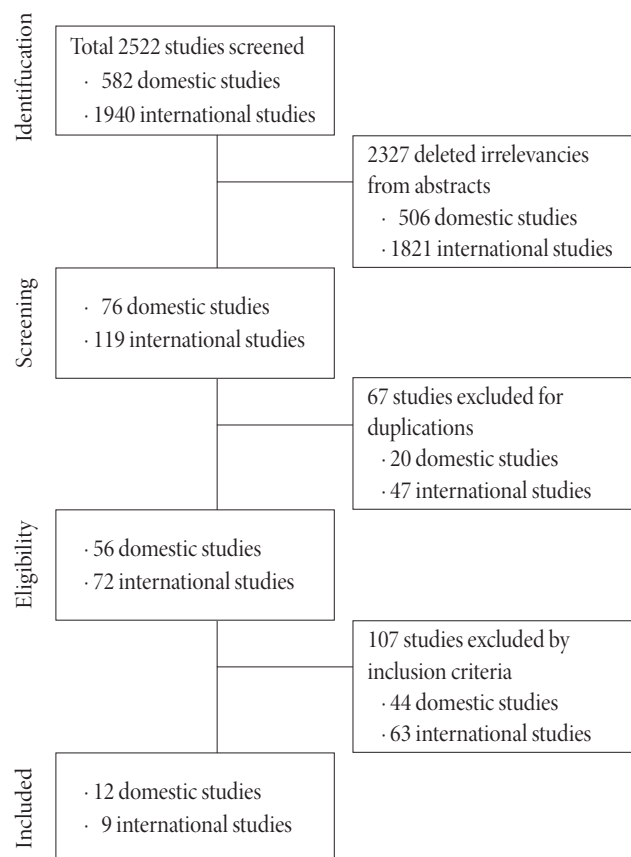 Identifucation
Total 2522 studies screened
· 582 domestic studies
· 1940 international studies
2327 deleted irrelevancies
from abstracts
· 506 domestic studies
· 1821 international studies
Screening
· 76 domestic studies
· 119 international studies
67 studies excluded for
duplications
· 20 domestic studies
· 47 international studies
Eligibility
· 56 domestic studies
· 72 international studies
107 studies excluded by
inclusion criteria
· 44 domestic studies
· 63 international studies
Included
· 12 domestic studies
· 9 international studies